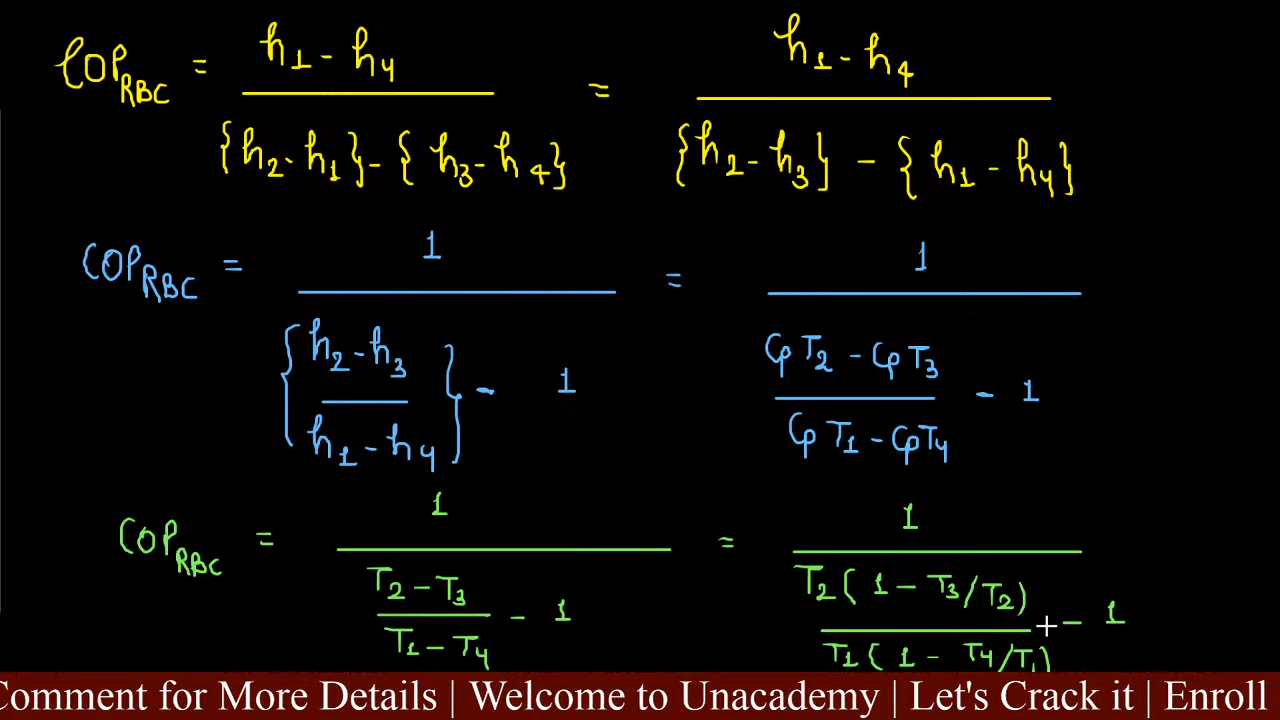 COP_RBC = (h1 - h4) / ({h2 - h1} - {h3 - h4}) = (h1 - h4) / ({h2 - h3} - {h1 - h4})
COP_RBC = 1 / ({(h2 - h3) / (h1 - h4)} - 1) = 1 / ((CpT2 - CpT3) / (CpT1 - CpT4) - 1)
COP_RBC = 1 / ((T2 - T3) / (T1 - T4) - 1) = 1 / (T2(1 - T3/T2) / T1(1 - T4/T1) - 1)
Comment for More Details | Welcome to Unacademy | Let's Crack it | Enroll